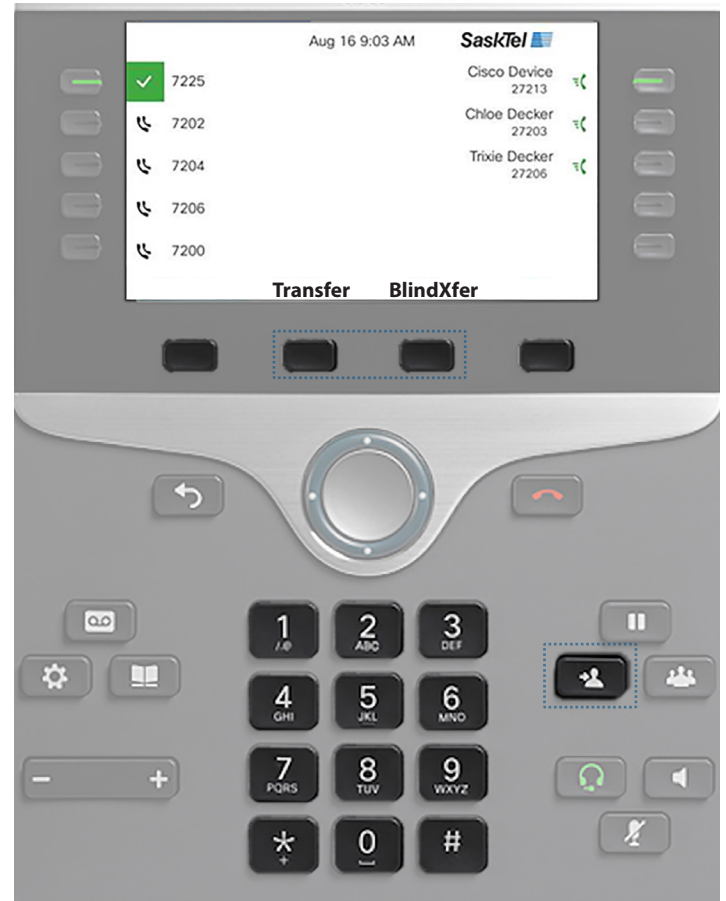 Aug 16 9:03 AM SaskTel
7225 Cisco Device
27213
7202 Chloe Decker
27203
7204 Trixie Decker
27206
7206
7200
Transfer BlindXfer
1 2 3
/.@ ABC DEF
4 5 6
GHI JKL MNO
- +
7 8 9
PQRS TUV WXYZ
* 0 #
+